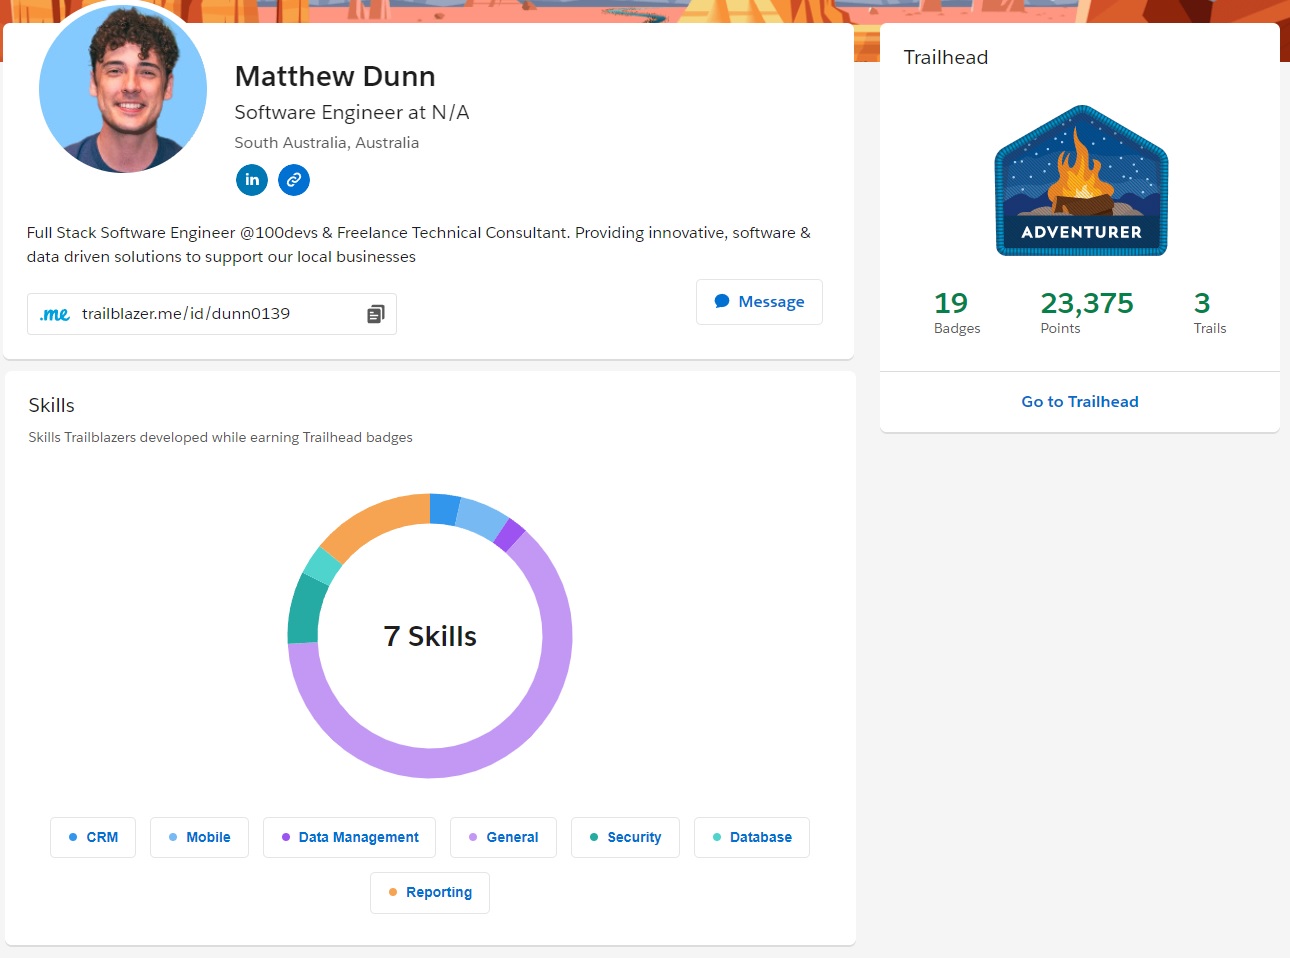 Matthew Dunn
Software Engineer at N/A
South Australia, Australia
in
Full Stack Software Engineer @100devs & Freelance Technical Consultant. Providing innovative, software &
data driven solutions to support our local businesses
.me trailblazer.me/id/dunn0139
Message
Trailhead
ADVENTURER
19 23,375 3
Badges Points Trails
Go to Trailhead
Skills
Skills Trailblazers developed while earning Trailhead badges
7 Skills
CRM Mobile Data Management General Security Database
Reporting